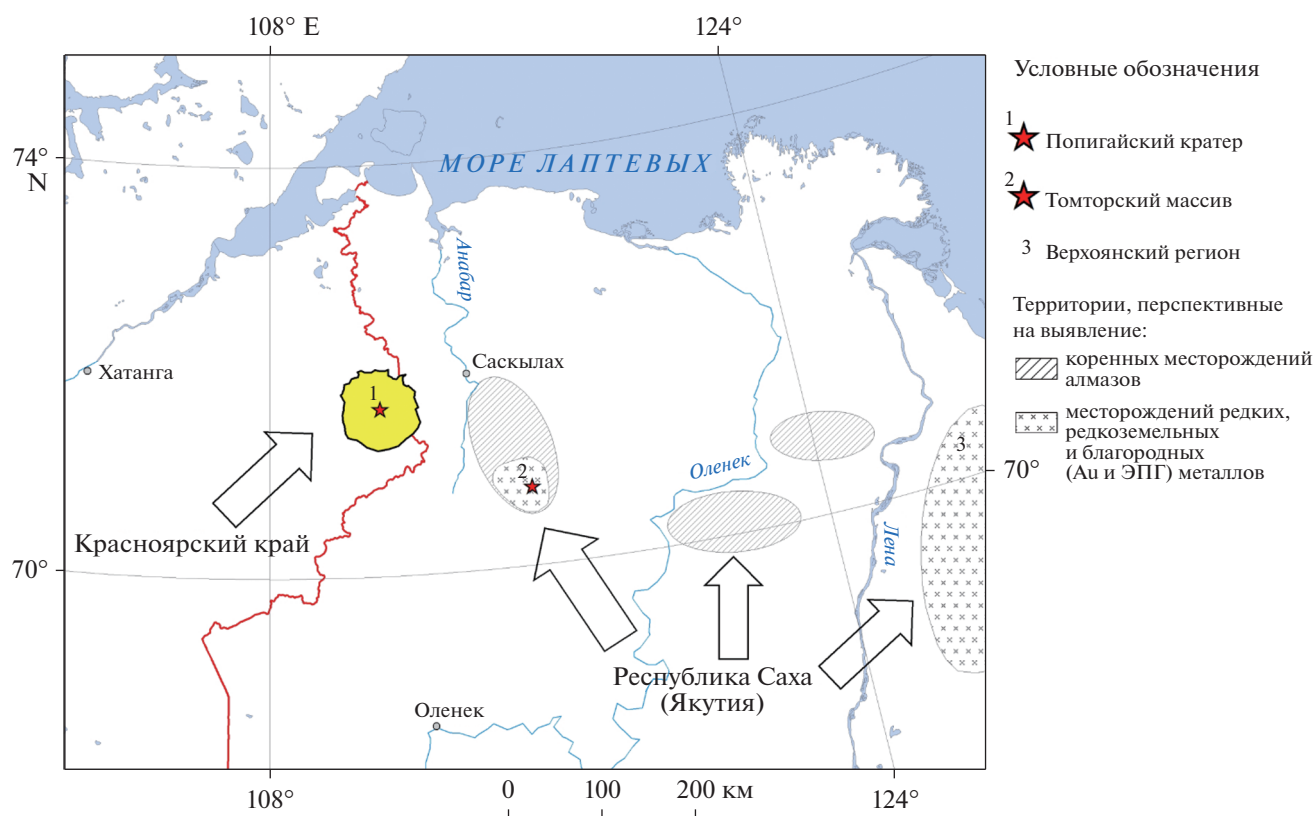 108° E
124°
74°
N
МОРЕ ЛАПТЕВЫХ
Анабар
Хатанга
Саскылах
1
2
3
Оленек
70°
Лена
Красноярский край
70°
Республика Саха
(Якутия)
Оленек
108°
124°
0
100
200 км
Условные обозначения
1
Попигайский кратер
2
Томторский массив
3 Верхоянский регион
Территории, перспективные
на выявление:
коренных месторождений
алмазов
месторождений редких,
редкоземельных
и благородных
(Au и ЭПГ) металлов